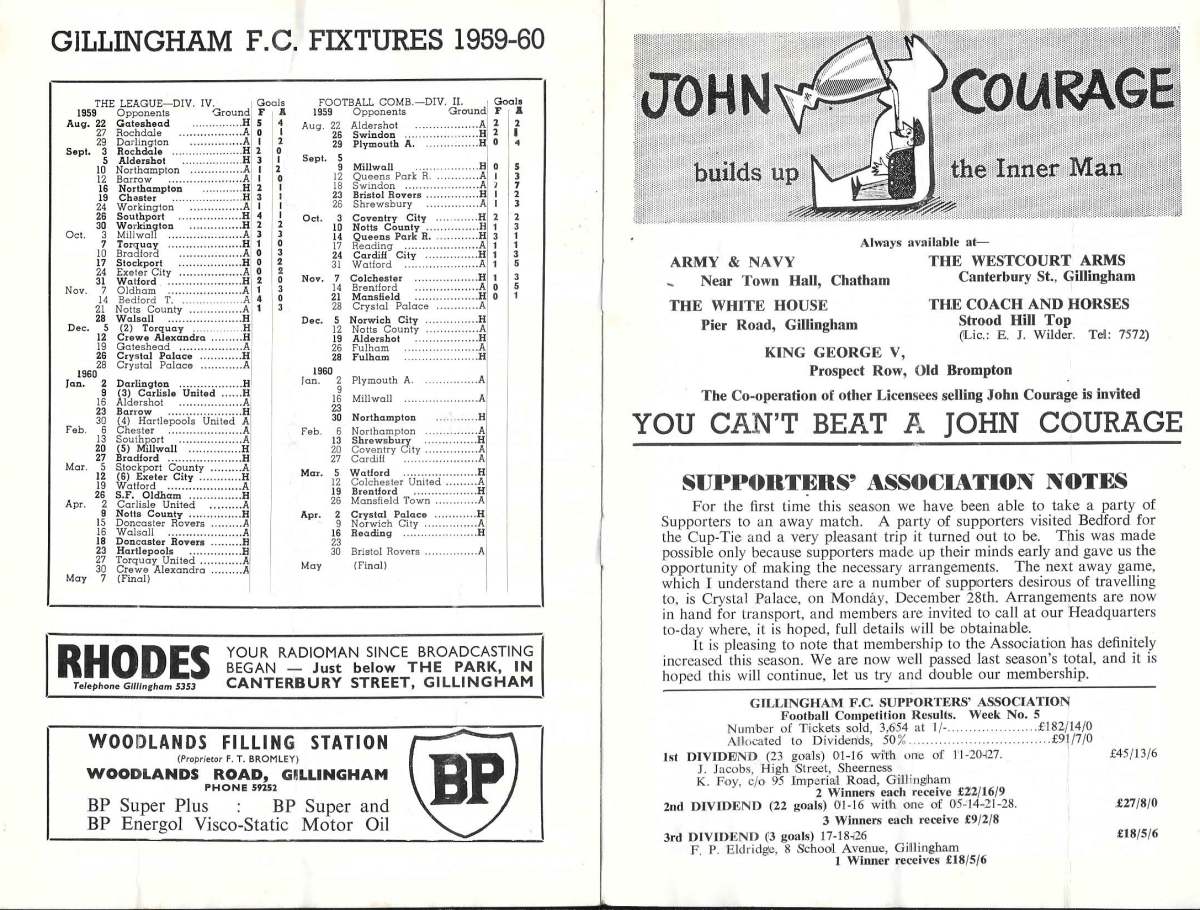 GILLINGHAM F.C. FIXTURES 1959-60
THE LEAGUE—DIV. IV. Goals
1959 Opponents Ground F A
Aug. 22 Gateshead H 5 4
27 Rochdale A 0 1
29 Darlington A 1 2
Sept. 3 Rochdale H 2 0
5 Aldershot H 3 1
10 Northampton A 1 2
12 Barrow A 1 0
16 Northampton H 2 1
19 Chester H 3 1
24 Workington A 1 1
26 Southport H 4 1
30 Workington H 2 2
Oct. 3 Millwall A 3 3
7 Torquay H 1 0
10 Bradford A 0 3
17 Stockport H 0 2
24 Exeter City A 0 2
31 Watford H 2 0
Nov. 7 Oldham A 1 3
14 Bedford T. A 4 0
21 Notts County A 1 3
28 Walsall H
Dec. 5 (2) Torquay H
12 Crewe Alexandra H
19 Gateshead A
26 Crystal Palace H
28 Crystal Palace A
1960
Jan. 2 Darlington H
9 (3) Carlisle United H
16 Aldershot A
23 Barrow H
30 (4) Hartlepools United A
Feb. 6 Chester A
13 Southport A
20 (5) Millwall H
27 Bradford H
Mar. 5 Stockport County A
12 (6) Exeter City H
19 Watford A
26 S.F. Oldham H
Apr. 2 Carlisle United A
9 Notts County H
15 Doncaster Rovers A
16 Walsall A
18 Doncaster Rovers H
23 Hartlepools H
27 Torquay United A
30 Crewe Alexandra A
May 7 (Final)
FOOTBALL COMB.—DIV. II. Goals
1959 Opponents Ground F A
Aug. 22 Aldershot A 2 2
26 Swindon H 2
29 Plymouth A. H 0 4
Sept. 5
9 Millwall H 0 5
12 Queens Park R. A 1 3
18 Swindon A 7
23 Bristol Rovers H 1 2
26 Shrewsbury A 1 3
Oct. 3 Coventry City H 2 2
10 Notts County H 1 3
14 Queens Park R. H 3 1
17 Reading A 1 1
24 Cardiff City H 1 3
31 Watford A 1 5
Nov. 7 Colchester H 1 3
14 Brentford A 0 5
21 Mansfield H 0 1
28 Crystal Palace A
Dec. 5 Norwich City H
12 Notts County A
19 Aldershot H
26 Fulham A
28 Fulham H
1960
Jan. 2 Plymouth A. A
9
16 Millwall A
23
30 Northampton H
Feb. 6 Northampton A
13 Shrewsbury H
20 Coventry City A
27 Cardiff A
Mar. 5 Watford H
12 Colchester United A
19 Brentford H
26 Mansfield Town A
Apr. 2 Crystal Palace H
9 Norwich City A
16 Reading H
23
30 Bristol Rovers A
May (Final)
RHODES
Telephone Gillingham 5353
YOUR RADIOMAN SINCE BROADCASTING
BEGAN — Just below THE PARK, IN
CANTERBURY STREET, GILLINGHAM
WOODLANDS FILLING STATION
(Proprietor F. T. BROMLEY)
WOODLANDS ROAD, GILLINGHAM
PHONE 59252
BP Super Plus : BP Super and
BP Energol Visco-Static Motor Oil
BP
JOHN COURAGE
builds up the Inner Man
Always available at—
ARMY & NAVY
Near Town Hall, Chatham
THE WESTCOURT ARMS
Canterbury St., Gillingham
THE WHITE HOUSE
Pier Road, Gillingham
THE COACH AND HORSES
Strood Hill Top
(Lic.: E. J. Wilder. Tel: 7572)
KING GEORGE V,
Prospect Row, Old Brompton
The Co-operation of other Licensees selling John Courage is invited
YOU CAN'T BEAT A JOHN COURAGE
SUPPORTERS' ASSOCIATION NOTES
For the first time this season we have been able to take a party of
Supporters to an away match. A party of supporters visited Bedford for
the Cup-Tie and a very pleasant trip it turned out to be. This was made
possible only because supporters made up their minds early and gave us the
opportunity of making the necessary arrangements. The next away game,
which I understand there are a number of supporters desirous of travelling
to, is Crystal Palace, on Monday, December 28th. Arrangements are now
in hand for transport, and members are invited to call at our Headquarters
to-day where, it is hoped, full details will be obtainable.
It is pleasing to note that membership to the Association has definitely
increased this season. We are now well passed last season's total, and it is
hoped this will continue, let us try and double our membership.
GILLINGHAM F.C. SUPPORTERS' ASSOCIATION
Football Competition Results. Week No. 5
Number of Tickets sold, 3,654 at 1/- £182/14/0
Allocated to Dividends, 50% £91/7/0
1st DIVIDEND (23 goals) 01-16 with one of 11-20-27. £45/13/6
J. Jacobs, High Street, Sheerness
K. Foy, c/o 95 Imperial Road, Gillingham
2 Winners each receive £22/16/9
2nd DIVIDEND (22 goals) 01-16 with one of 05-14-21-28. £27/8/0
3 Winners each receive £9/2/8
3rd DIVIDEND (3 goals) 17-18-26 £18/5/6
F. P. Eldridge, 8 School Avenue, Gillingham
1 Winner receives £18/5/6